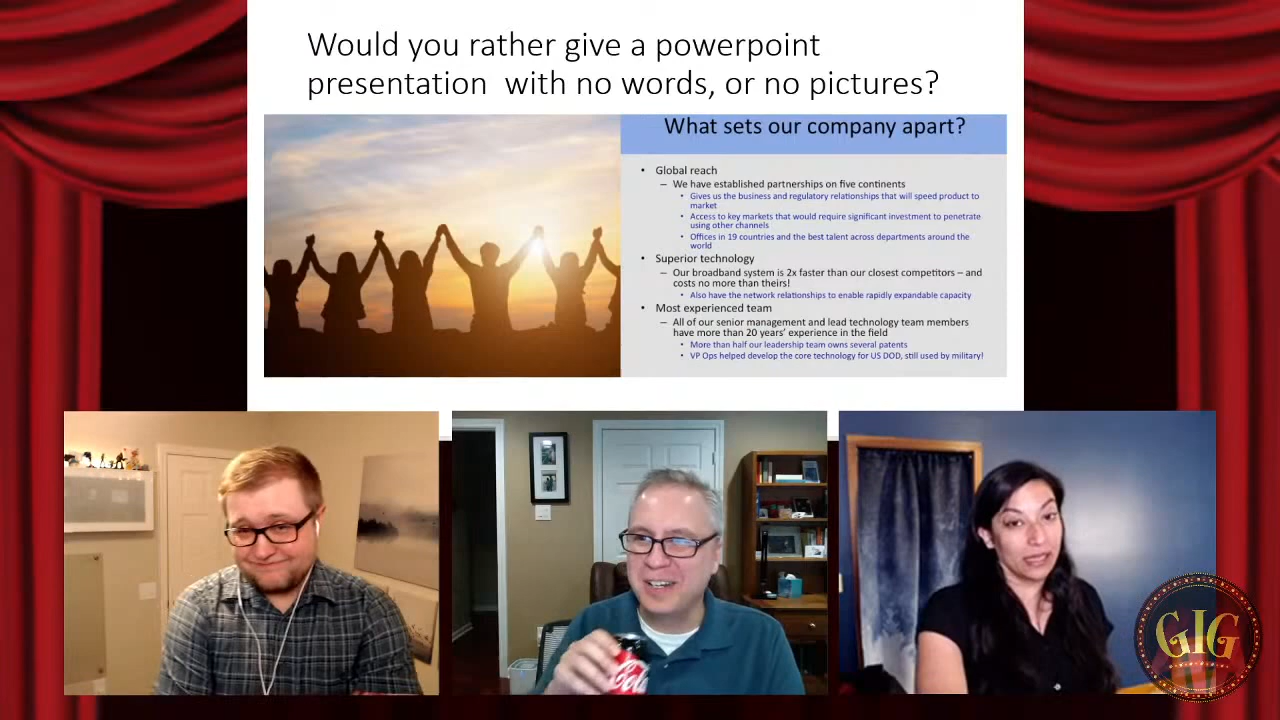 Would you rather give a powerpoint
presentation with no words, or no pictures?
What sets our company apart?
• Global reach
– We have established partnerships on five continents
• Gives us the business and regulatory relationships that will speed product to
market
• Access to key markets that would require significant investment to penetrate
using other channels
• Offices in 19 countries and the best talent across departments around the
world
• Superior technology
– Our broadband system is 2x faster than our closest competitors – and
costs no more than theirs!
• Also have the network relationships to enable rapidly expandable capacity
• Most experienced team
– All of our senior management and lead technology team members
have more than 20 years' experience in the field
• More than half our leadership team owns several patents
• VP Ops helped develop the core technology for US DOD, still used by military!
GIG